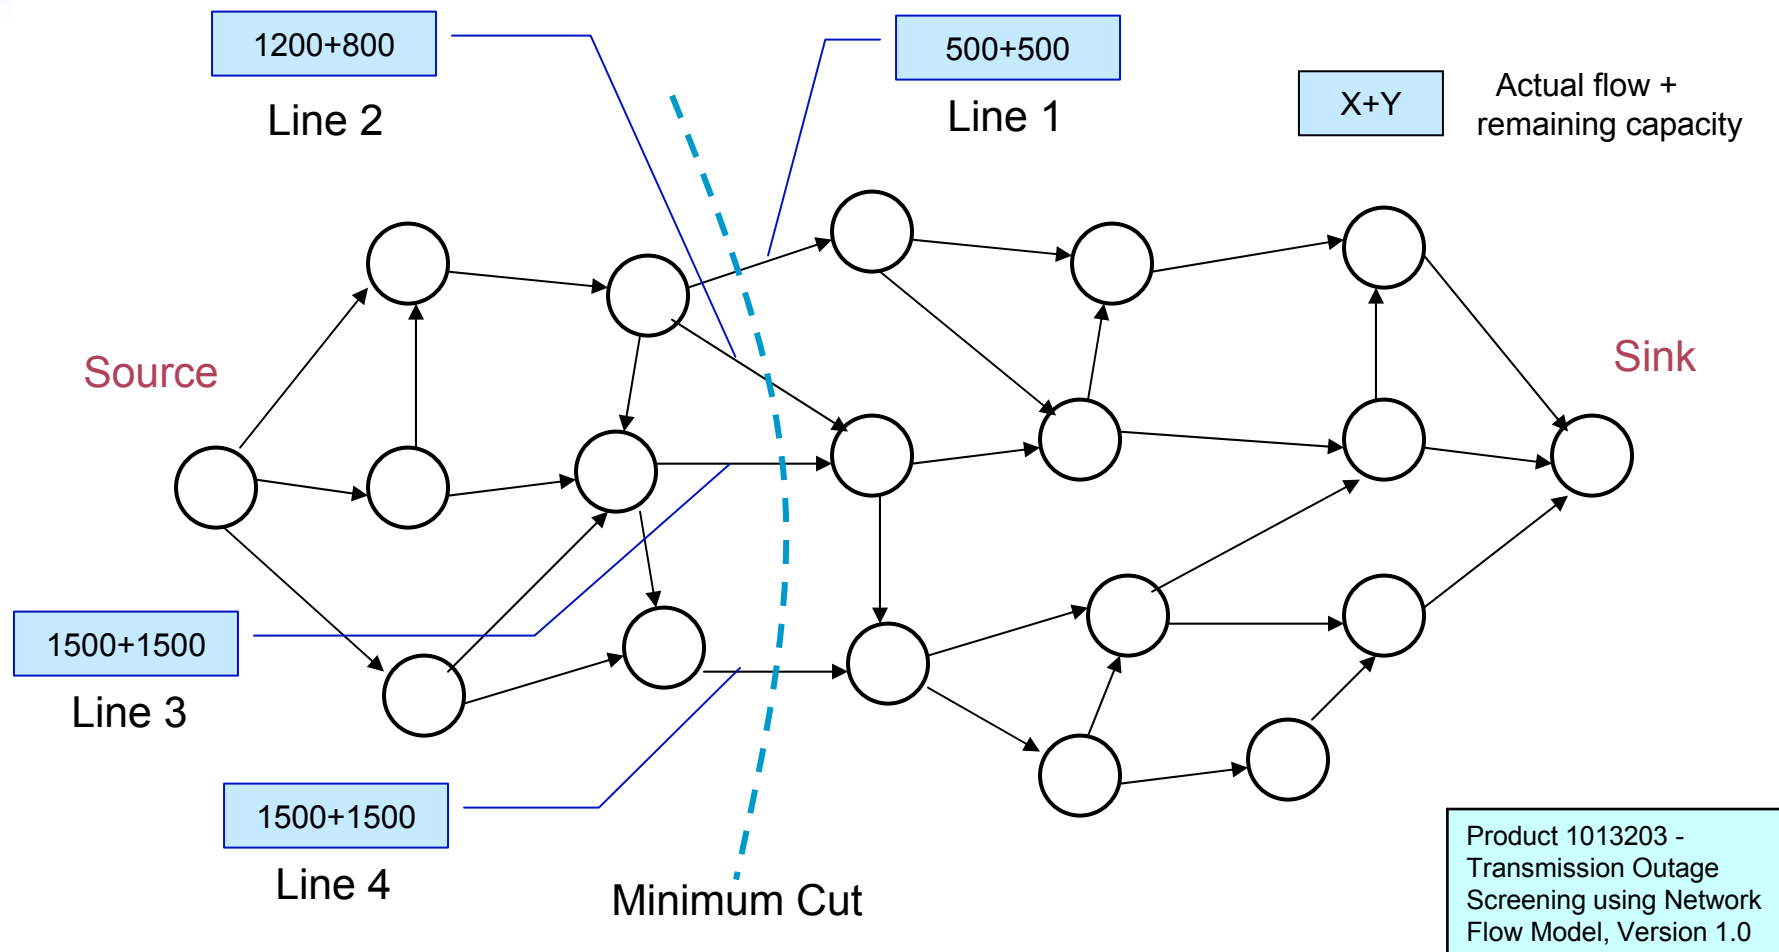 1200+800
Line 2
500+500
Line 1
X+Y
Actual flow +
remaining capacity
Source
Sink
1500+1500
Line 3
1500+1500
Line 4
Minimum Cut
Product 1013203 -
Transmission Outage
Screening using Network
Flow Model, Version 1.0